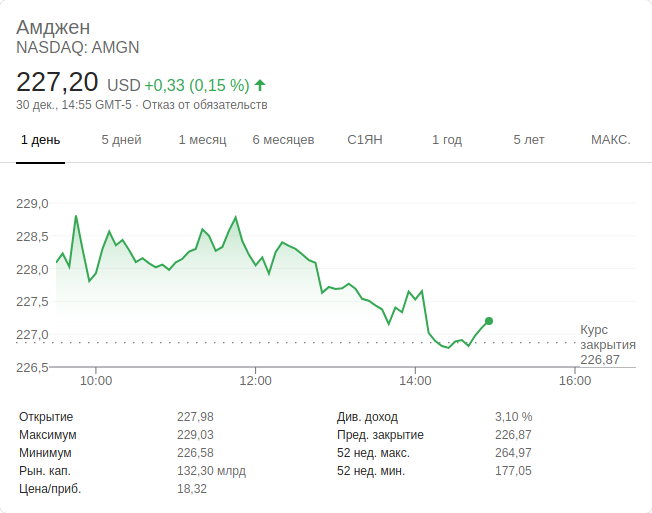 Амджен
NASDAQ: AMGN
227,20 USD +0,33 (0,15 %)
30 дек., 14:55 GMT-5 · Отказ от обязательств
1 день 5 дней 1 месяц 6 месяцев С1ЯН 1 год 5 лет МАКС.
229,0
228,5
228,0
227,5
227,0
226,5
Курс
закрытия
226,87
10:00 12:00 14:00 16:00
Открытие 227,98
Максимум 229,03
Минимум 226,58
Рын. кап. 132,30 млрд
Цена/приб. 18,32
Див. доход 3,10 %
Пред. закрытие 226,87
52 нед. макс. 264,97
52 нед. мин. 177,05